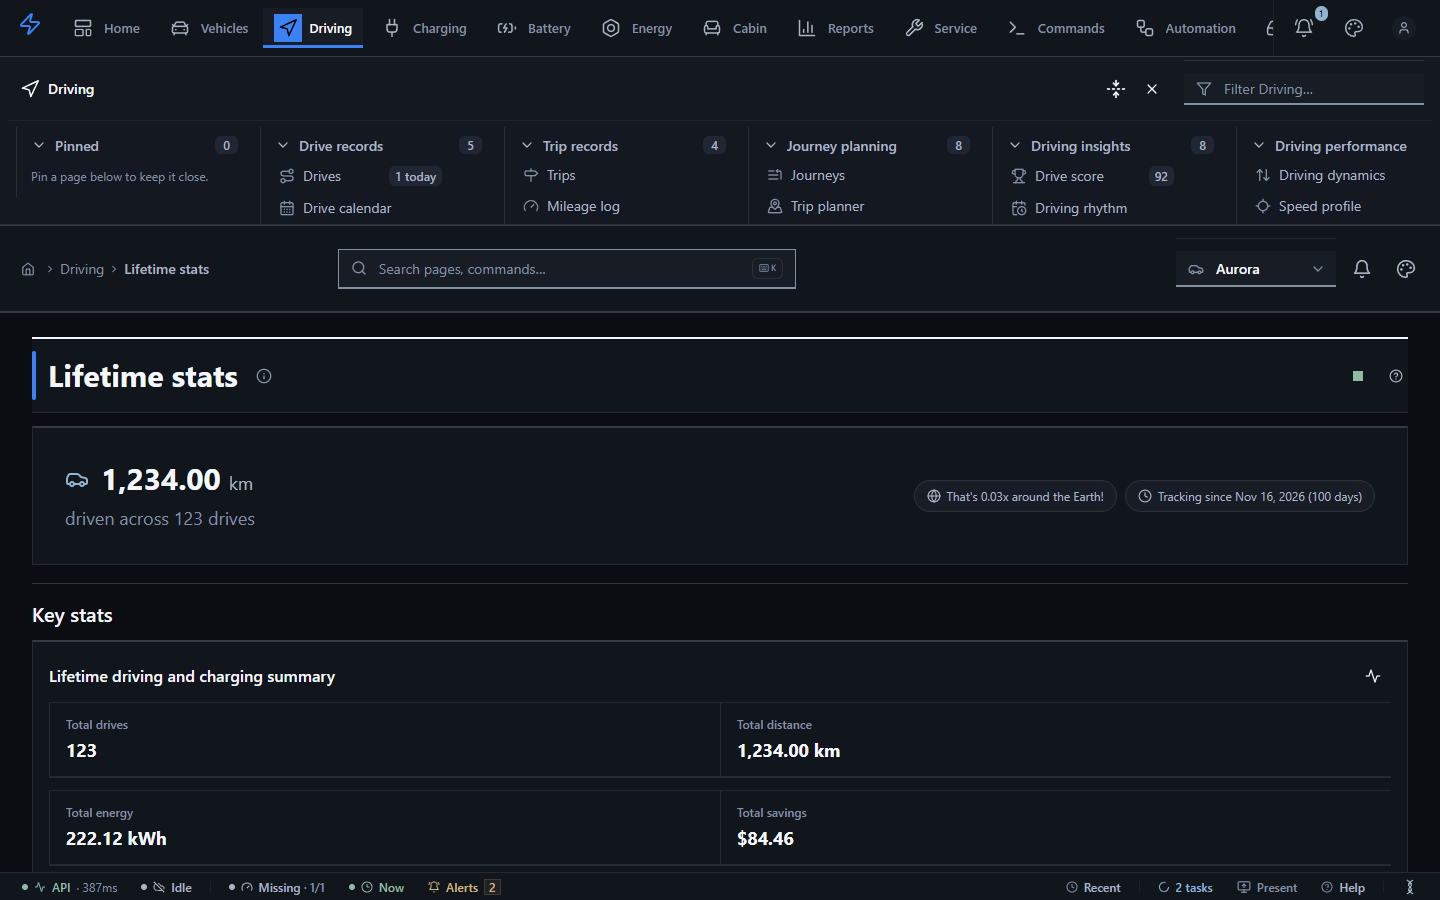 Home Vehicles Driving Charging Battery Energy Cabin Reports Service Commands Automation 1
Driving Filter Driving...
Pinned 0 Drive records 5 Trip records 4 Journey planning 8 Driving insights 8 Driving performance
Pin a page below to keep it close. Drives 1 today Trips Journeys Drive score 92 Driving dynamics
Drive calendar Mileage log Trip planner Driving rhythm Speed profile
Driving Lifetime stats Search pages, commands... K Aurora
Lifetime stats
1,234.00 km
driven across 123 drives
That's 0.03x around the Earth! Tracking since Nov 16, 2026 (100 days)
Key stats
Lifetime driving and charging summary
Total drives Total distance
123 1,234.00 km
Total energy Total savings
222.12 kWh $84.46
API · 387ms Idle Missing · 1/1 Now Alerts 2 Recent 2 tasks Present Help